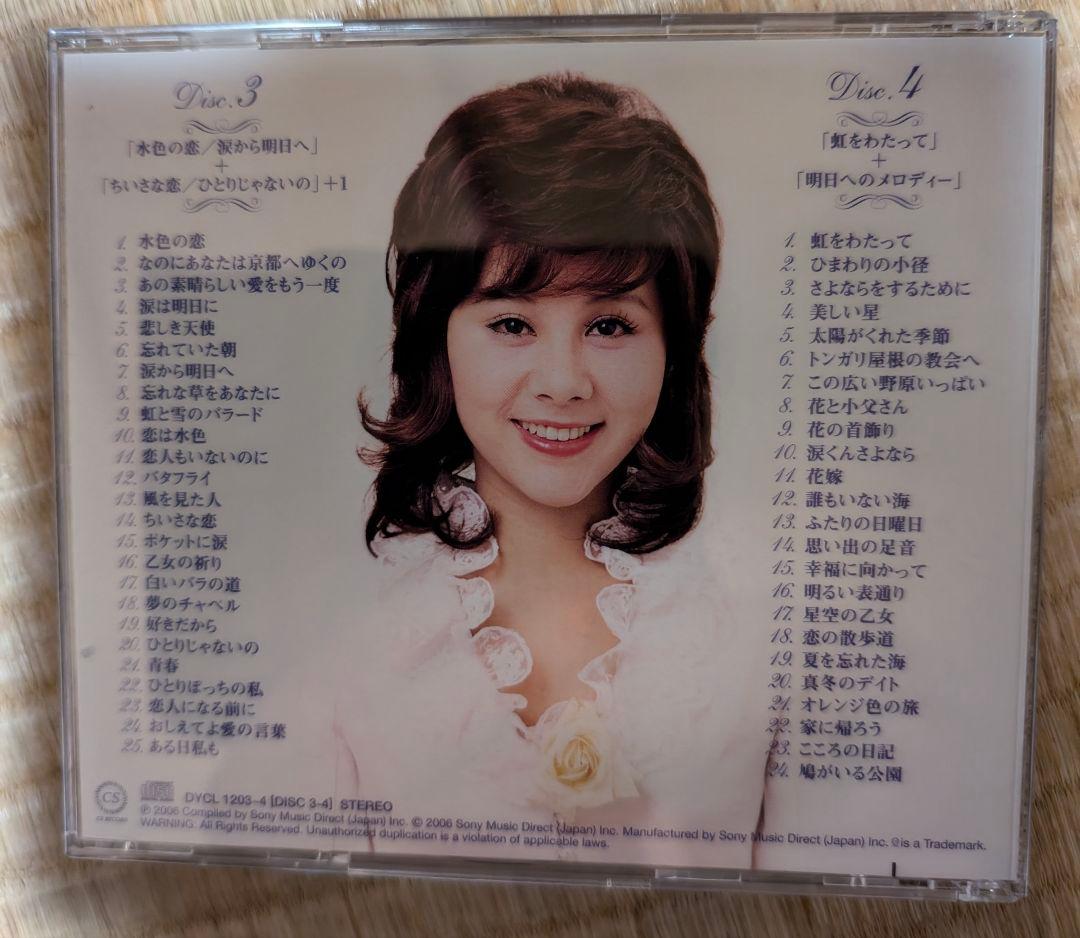 Disc.3
「水色の恋／涙から明日へ」
+
「ちいさな恋／ひとりじゃないの」+1
1. 水色の恋
2. なのにあなたは京都へゆくの
3. あの素晴らしい愛をもう一度
4. 涙は明日に
5. 悲しき天使
6. 忘れていた朝
7. 涙から明日へ
8. 忘れな草をあなたに
9. 虹と雪のバラード
10. 恋は水色
11. 恋人もいないのに
12. バタフライ
13. 風を見た人
14. ちいさな恋
15. ポケットに涙
16. 乙女の祈り
17. 白いバラの道
18. 夢のチャペル
19. 好きだから
20. ひとりじゃないの
21. 青春
22. ひとりぼっちの私
23. 恋人になる前に
24. おしえてよ愛の言葉
25. ある日私も
Disc.4
「虹をわたって」
+
「明日へのメロディー」
1. 虹をわたって
2. ひまわりの小径
3. さよならをするために
4. 美しい星
5. 太陽がくれた季節
6. トンガリ屋根の教会へ
7. この広い野原いっぱい
8. 花と小父さん
9. 花の首飾り
10. 涙くんさよなら
11. 花嫁
12. 誰もいない海
13. ふたりの日曜日
14. 思い出の足音
15. 幸福に向かって
16. 明るい表通り
17. 星空の乙女
18. 恋の散歩道
19. 夏を忘れた海
20. 真冬のデイト
21. オレンジ色の旅
22. 家に帰ろう
23. こころの日記
24. 鳩がいる公園
CS
CS RECORD
DYCL 1203~4 [DISC 3-4] STEREO
℗ 2006 Compiled by Sony Music Direct (Japan) Inc. © 2006 Sony Music Direct (Japan) Inc. Manufactured by Sony Music Direct (Japan) Inc. is a Trademark.
WARNING: All Rights Reserved. Unauthorized duplication is a violation of applicable laws.